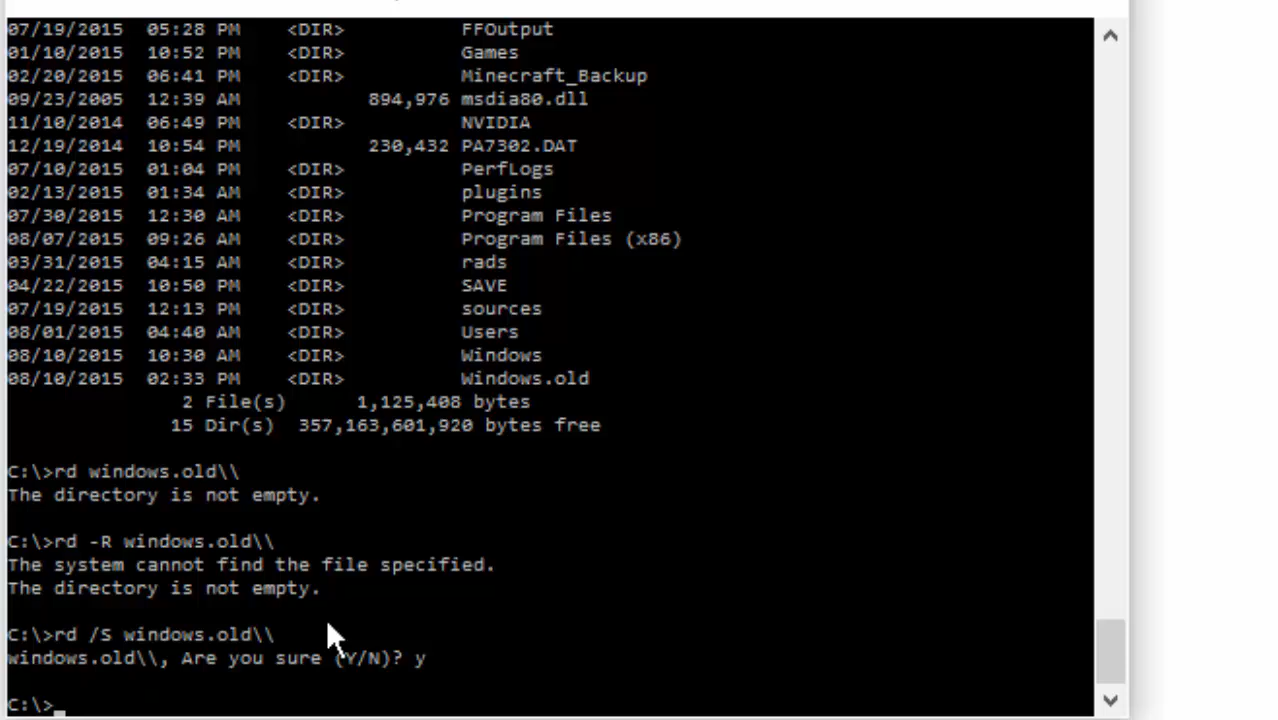 07/19/2015  05:28 PM    <DIR>          FFOutput
01/10/2015  10:52 PM    <DIR>          Games
02/20/2015  06:41 PM    <DIR>          Minecraft_Backup
09/23/2005  12:39 AM           894,976 msdia80.dll
11/10/2014  06:49 PM    <DIR>          NVIDIA
12/19/2014  10:54 PM           230,432 PA7302.DAT
07/10/2015  01:04 PM    <DIR>          PerfLogs
02/13/2015  01:34 AM    <DIR>          plugins
07/30/2015  12:30 AM    <DIR>          Program Files
08/07/2015  09:26 AM    <DIR>          Program Files (x86)
03/31/2015  04:15 AM    <DIR>          rads
04/22/2015  10:50 PM    <DIR>          SAVE
07/19/2015  12:13 PM    <DIR>          sources
08/01/2015  04:40 AM    <DIR>          Users
08/10/2015  10:30 AM    <DIR>          Windows
08/10/2015  02:33 PM    <DIR>          Windows.old
               2 File(s)      1,125,408 bytes
              15 Dir(s)  357,163,601,920 bytes free
C:\>rd windows.old\\
The directory is not empty.
C:\>rd -R windows.old\\
The system cannot find the file specified.
The directory is not empty.
C:\>rd /S windows.old\\
windows.old\\, Are you sure (Y/N)? y
C:\>_